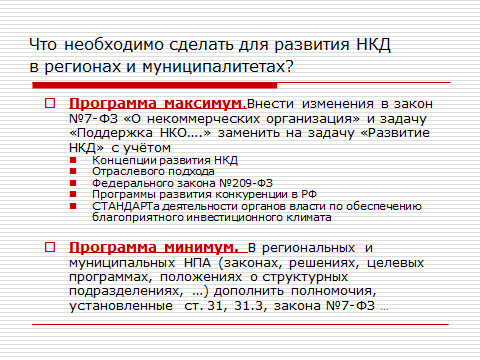 Что необходимо сделать для развития НКД
в регионах и муниципалитетах?
Программа максимум.Внести изменения в закон
№7-ФЗ «О некоммерческих организация» и задачу
«Поддержка НКО….» заменить на задачу «Развитие
НКД» с учётом
Концепции развития НКД
Отраслевого подхода
Федерального закона №209-ФЗ
Программы развития конкуренции в РФ
СТАНДАРТа деятельности органов власти по обеспечению
благоприятного инвестиционного климата
Программа минимум. В региональных и
муниципальных НПА (законах, решениях, целевых
программах, положениях о структурных
подразделениях, …) дополнить полномочия,
установленные ст. 31, 31.3, закона №7-ФЗ …